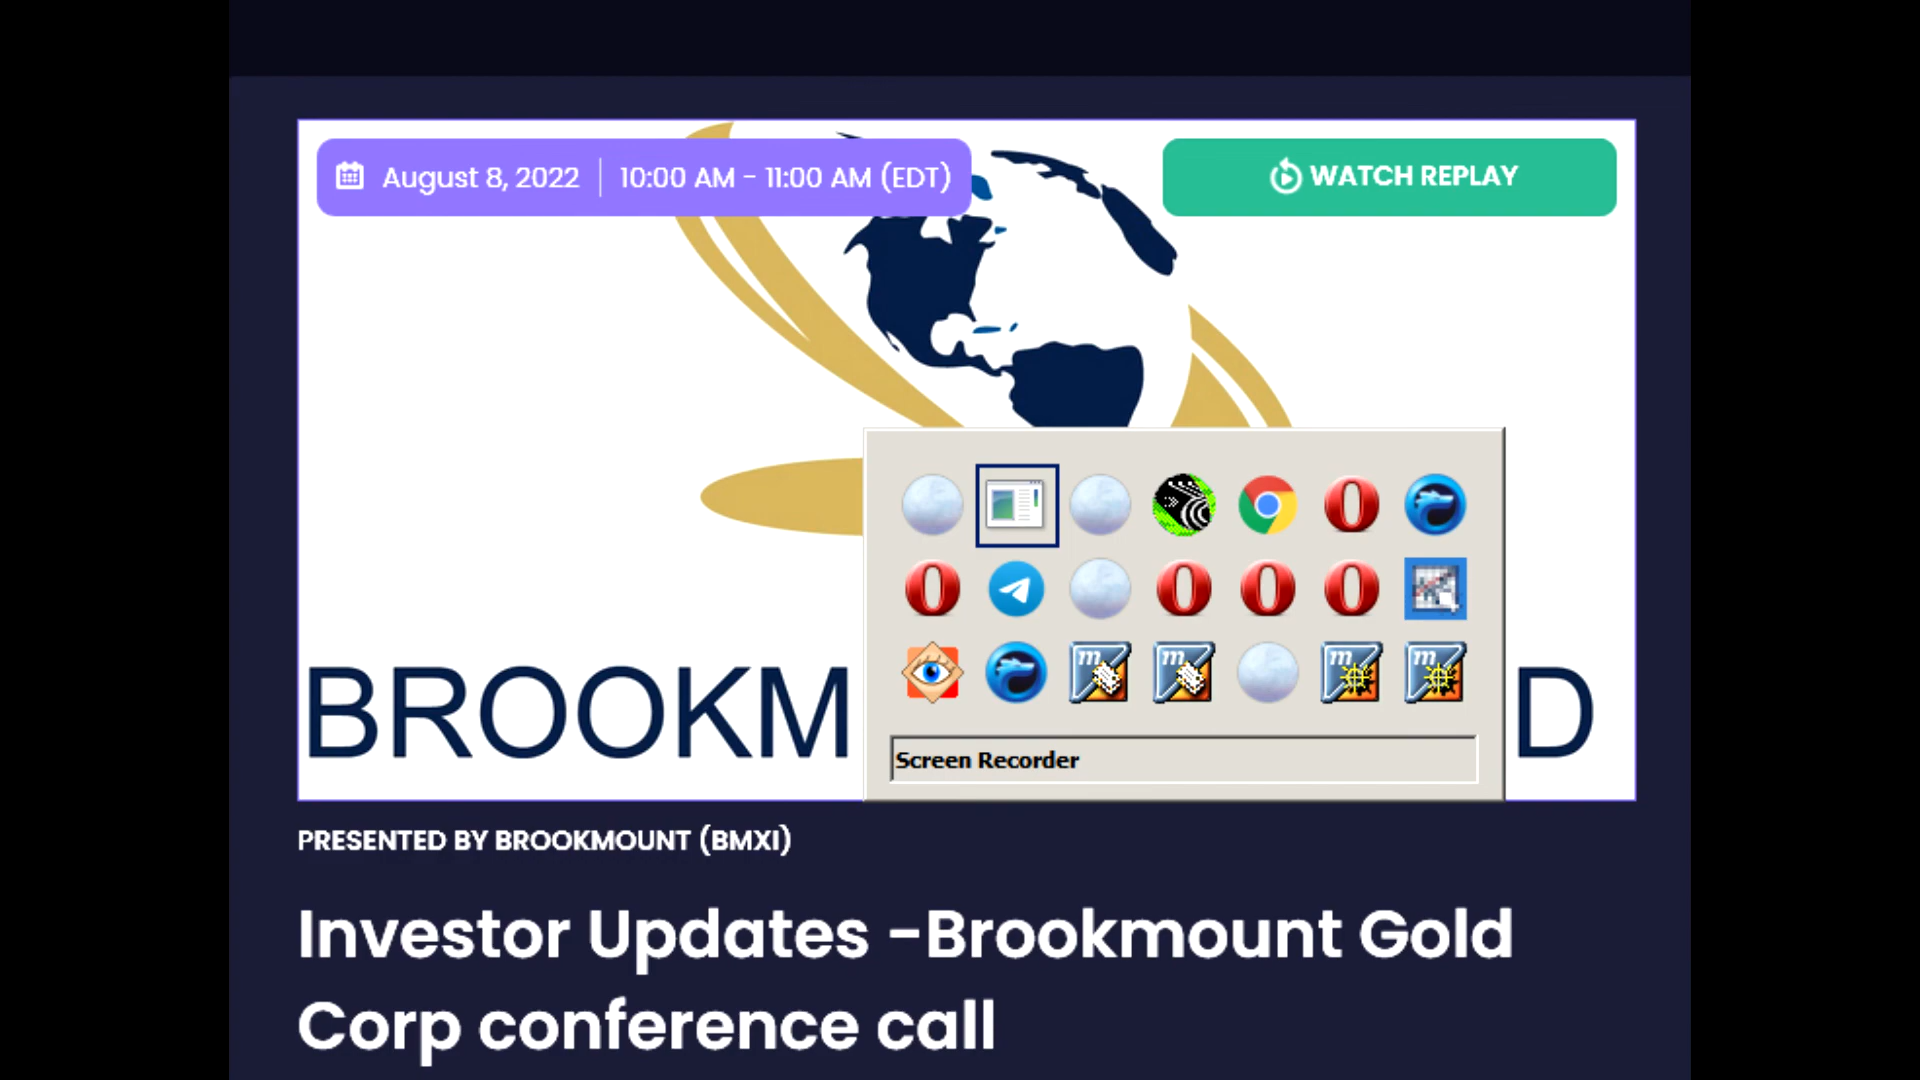 August 8, 2022 | 10:00 AM - 11:00 AM (EDT)
WATCH REPLAY
BROOKM D
Screen Recorder
PRESENTED BY BROOKMOUNT (BMXI)
Investor Updates -Brookmount Gold
Corp conference call